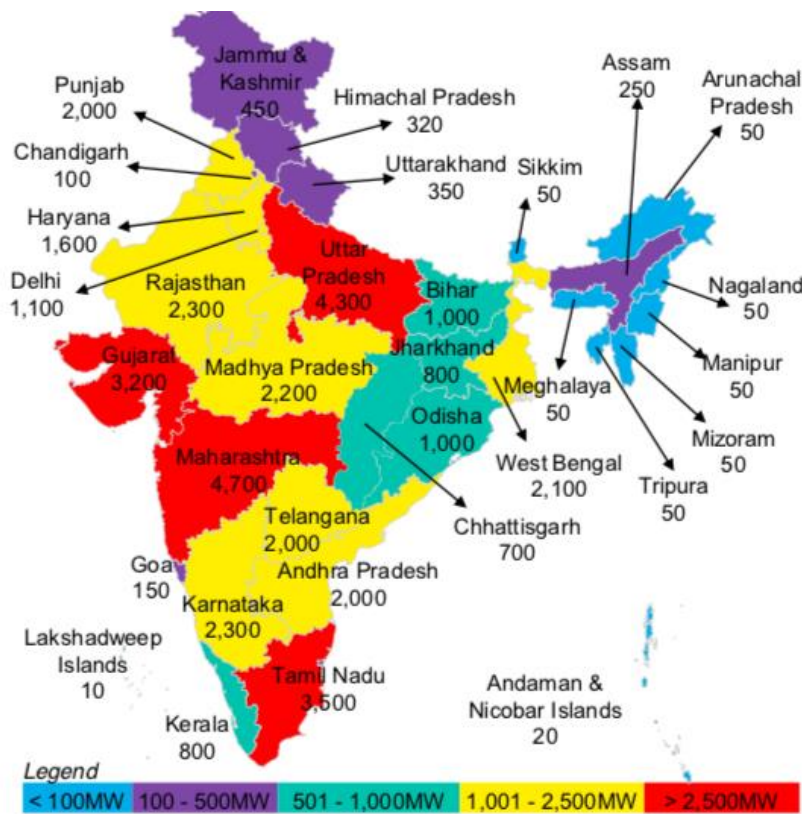 Jammu &
Kashmir
450
Punjab
2,000
Himachal Pradesh
320
Assam
250
Arunachal
Pradesh
50
Chandigarh
100
Uttarakhand
350
Sikkim
50
Haryana
1,600
Delhi
1,100
Rajasthan
2,300
Uttar
Pradesh
4,300
Bihar
1,000
Nagaland
50
Gujarat
3,200
Madhya Pradesh
2,200
Jharkhand
800
Meghalaya
50
Manipur
50
Odisha
1,000
Mizoram
50
Maharashtra
4,700
West Bengal
2,100
Tripura
50
Telangana
2,000
Chhattisgarh
700
Goa
150
Andhra Pradesh
2,000
Karnataka
2,300
Lakshadweep
Islands
10
Tamil Nadu
3,500
Andaman &
Nicobar Islands
20
Kerala
800
Legend
< 100MW 100 - 500MW 501 - 1,000MW 1,001 - 2,500MW > 2,500MW